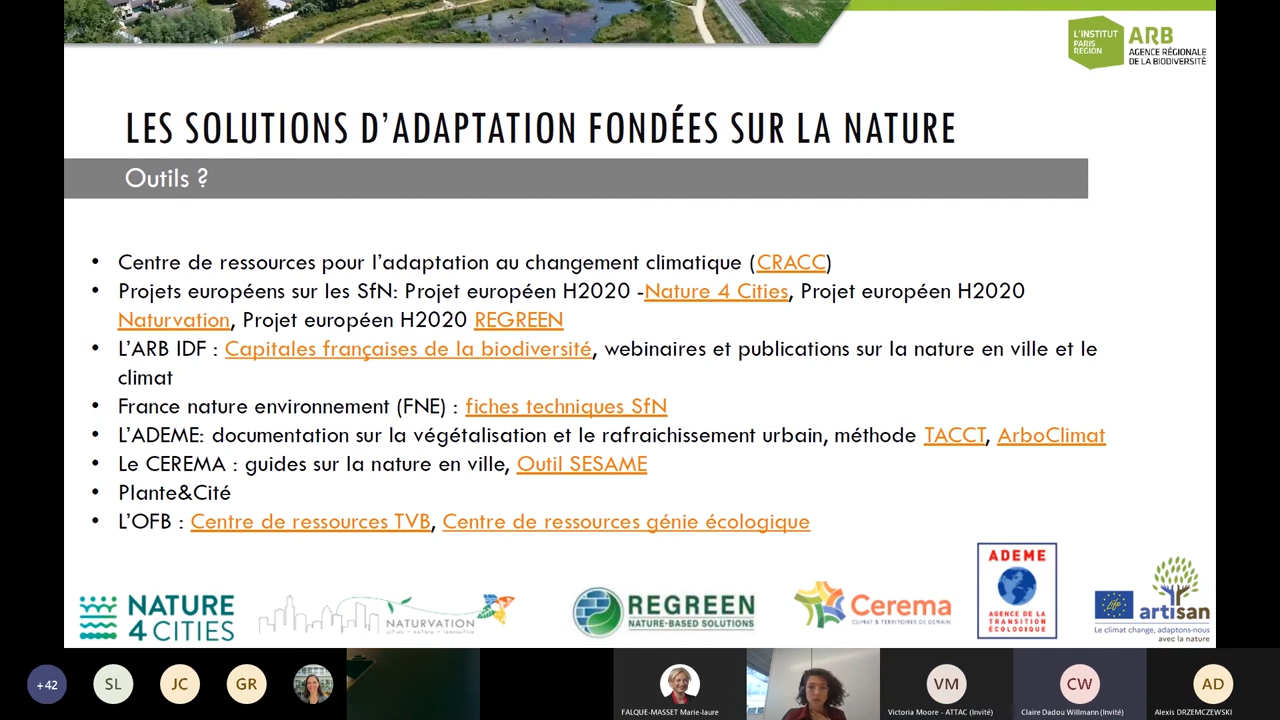 L'INSTITUT
PARIS
REGION
ARB
AGENCE RÉGIONALE
DE LA BIODIVERSITÉ
LES SOLUTIONS D'ADAPTATION FONDÉES SUR LA NATURE
Outils ?
• Centre de ressources pour l'adaptation au changement climatique (CRACC)
• Projets européens sur les SfN: Projet européen H2020 -Nature 4 Cities, Projet européen H2020
Naturvation, Projet européen H2020 REGREEN
• L'ARB IDF : Capitales françaises de la biodiversité, webinaires et publications sur la nature en ville et le
climat
• France nature environnement (FNE) : fiches techniques SfN
• L'ADEME: documentation sur la végétalisation et le rafraichissement urbain, méthode TACCT, ArboClimat
• Le CEREMA : guides sur la nature en ville, Outil SESAME
• Plante&Cité
• L'OFB : Centre de ressources TVB, Centre de ressources génie écologique
NATURE
4 CITIES
NATURVATION
CITIES - NATURE - INNOVATION
REGREEN
NATURE-BASED SOLUTIONS
Cerema
CLIMAT & TERRITOIRES DE DEMAIN
ADEME
AGENCE DE LA
TRANSITION
ÉCOLOGIQUE
Life
artisan
Le climat change, adaptons-nous
avec la nature
+42
SL
JC
GR
VM
CW
AD
FALQUE-MASSET Marie-laure
Victoria Moore - ATTAC (Invité)
Claire Dadou Willmann (Invité)
Alexis DRZEMCZEWSKI